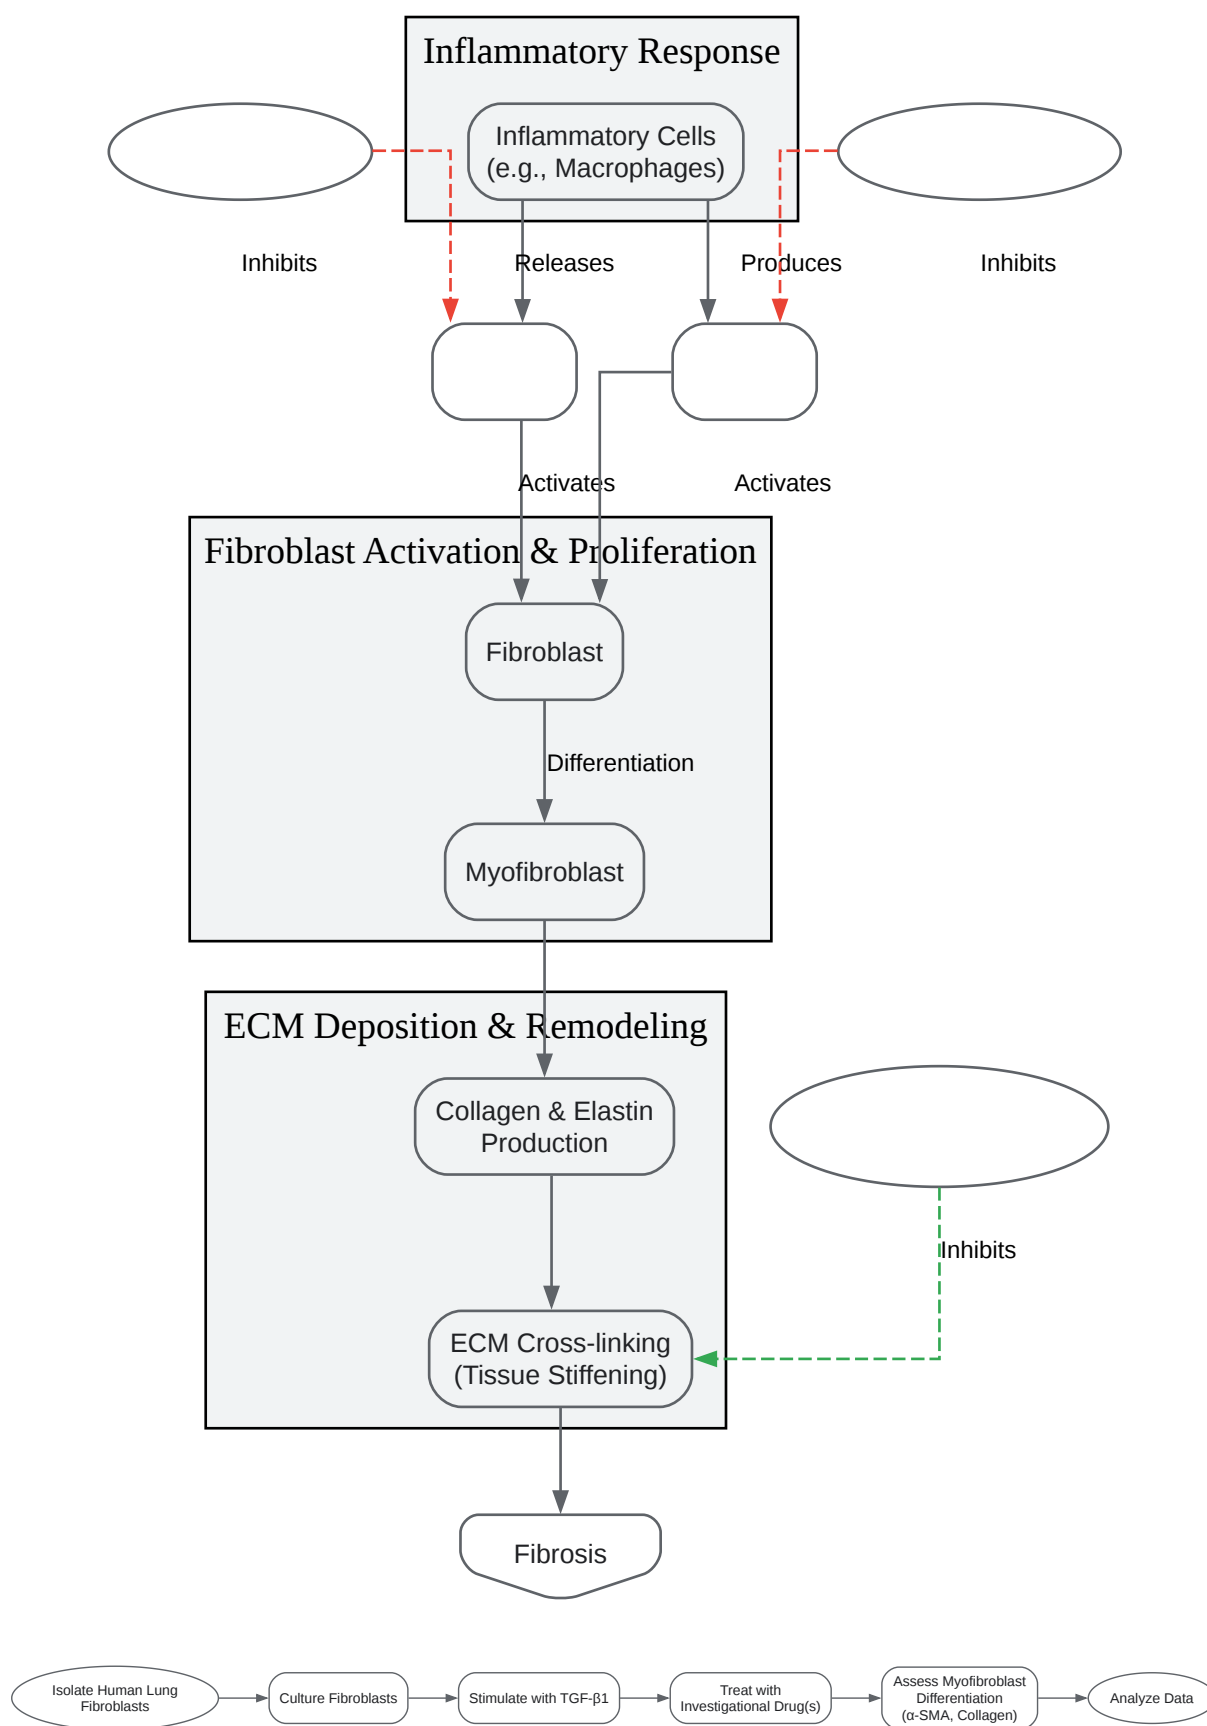 Inflammatory Response
Inflammatory Cells
(e.g., Macrophages)
Inhibits
Releases
Produces
Inhibits
Activates
Activates
Fibroblast Activation & Proliferation
Fibroblast
Differentiation
Myofibroblast
ECM Deposition & Remodeling
Collagen & Elastin
Production
Inhibits
ECM Cross-linking
(Tissue Stiffening)
Fibrosis
Isolate Human Lung
Fibroblasts
Culture Fibroblasts
Stimulate with TGF-β1
Treat with
Investigational Drug(s)
Assess Myofibroblast
Differentiation
(α-SMA, Collagen)
Analyze Data